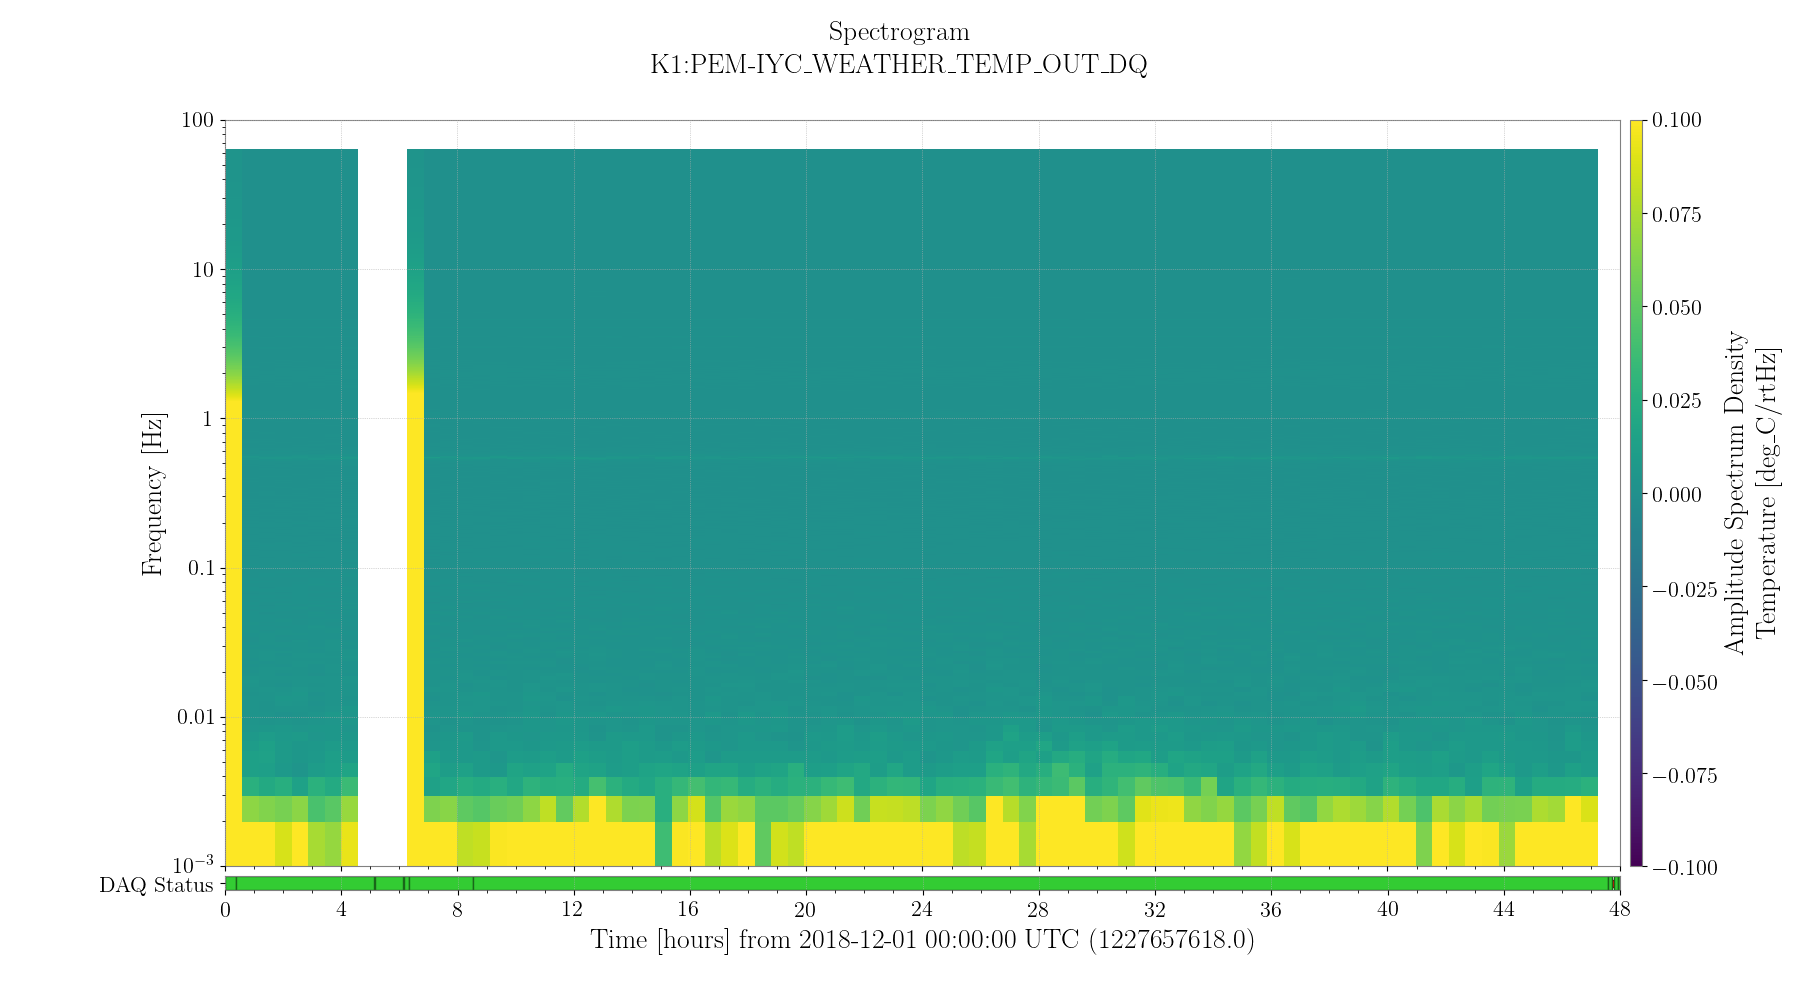 Spectrogram
K1:PEM-IYC_WEATHER_TEMP_OUT_DQ
100
10
1
0.1
0.01
10⁻³
Frequency [Hz]
0.100
0.075
0.050
0.025
0.000
−0.025
−0.050
−0.075
−0.100
Amplitude Spectrum Density
Temperature [deg_C/rtHz]
DAQ Status
0 4 8 12 16 20 24 28 32 36 40 44 48
Time [hours] from 2018-12-01 00:00:00 UTC (1227657618.0)